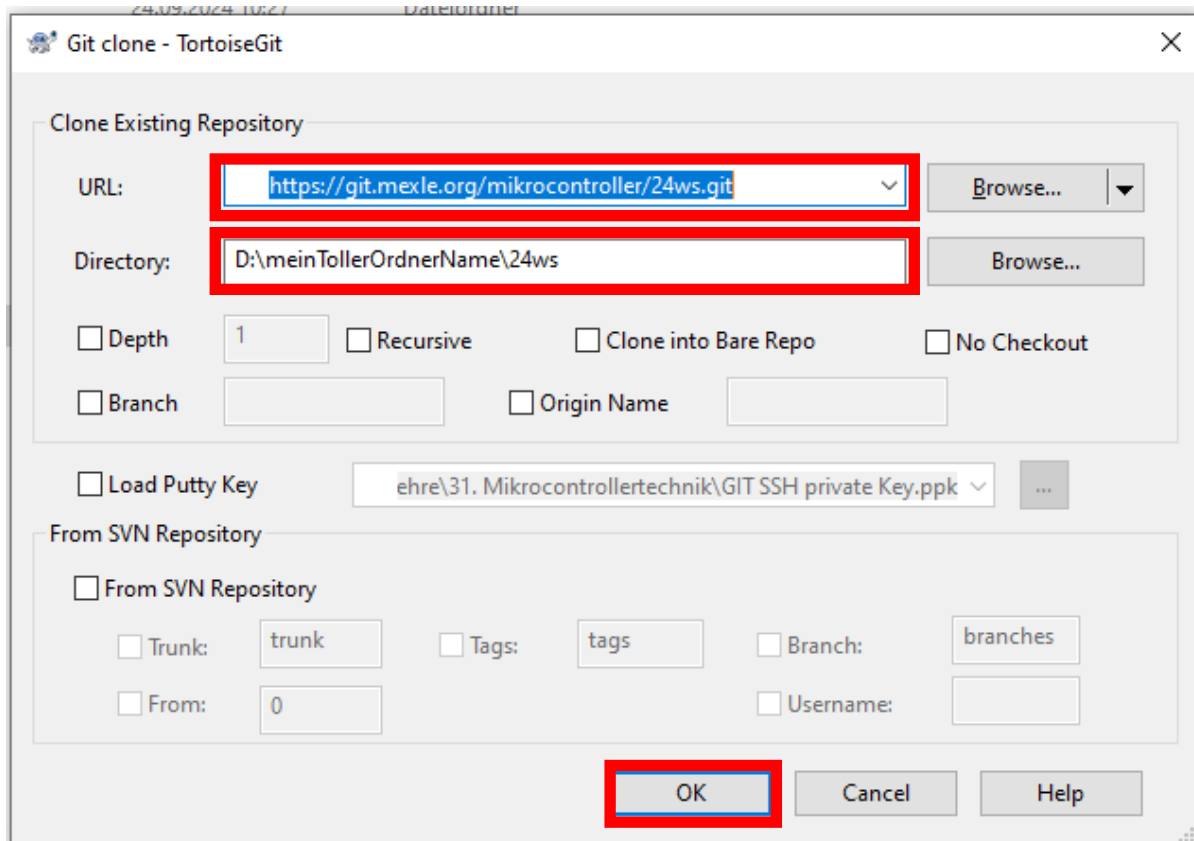 24.09.2024 10:27 Dateiordner
Git clone - TortoiseGit
Clone Existing Repository
URL: https://git.mexle.org/mikrocontroller/24ws.git Browse...
Directory: D:\meinTollerOrdnerName\24ws Browse...
Depth 1 Recursive Clone into Bare Repo No Checkout
Branch Origin Name
Load Putty Key ehre\31. Mikrocontrollertechnik\GIT SSH private Key.ppk ...
From SVN Repository
From SVN Repository
Trunk: trunk Tags: tags Branch: branches
From: 0 Username:
OK Cancel Help